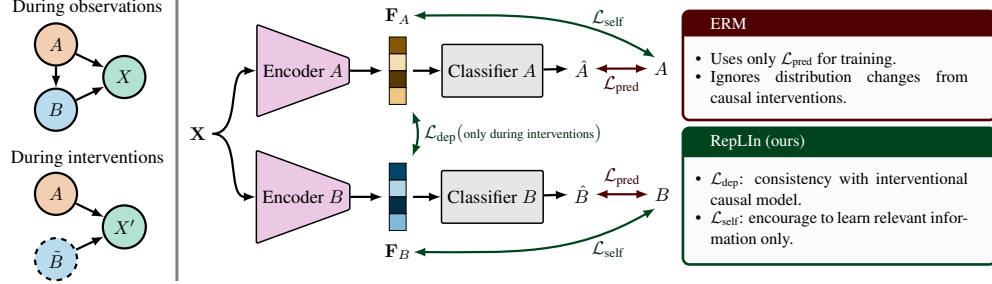 During observations
A
X
B
During interventions
A
X′
B̃
X
Encoder A
F_A
Classifier A
Â
L_pred
A
L_self
L_dep (only during interventions)
Encoder B
F_B
Classifier B
B̂
L_pred
B
L_self
ERM
• Uses only L_pred for training.
• Ignores distribution changes from
causal interventions.
RepLIn (ours)
• L_dep: consistency with interventional
causal model.
• L_self: encourage to learn relevant infor-
mation only.